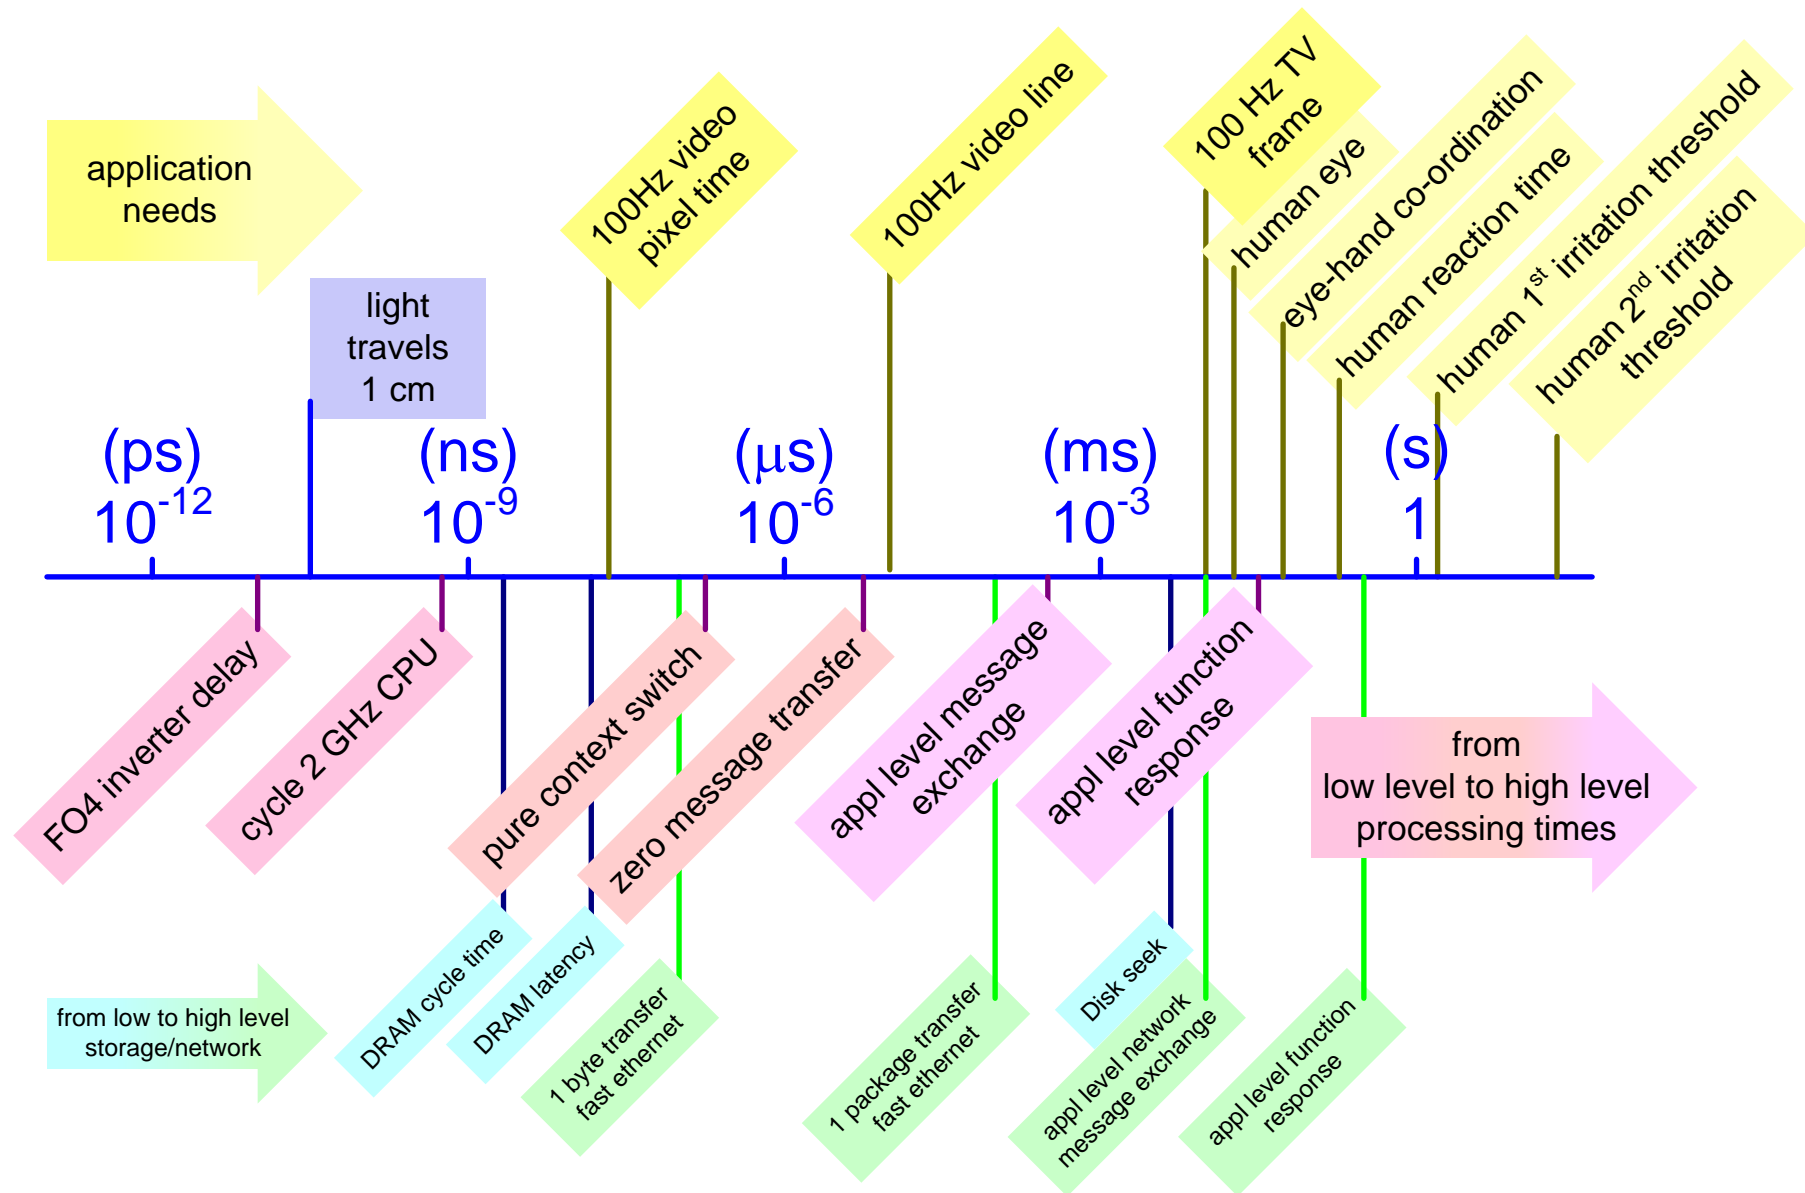 application
needs
light
travels
1 cm
100Hz video
pixel time
100Hz video line
100 Hz TV
frame
human eye
eye-hand co-ordination
human reaction time
human 1st irritation threshold
human 2nd irritation
threshold
(ps)
10-12
(ns)
10-9
(μs)
10-6
(ms)
10-3
(s)
1
FO4 inverter delay
cycle 2 GHz CPU
pure context switch
zero message transfer
appl level message
exchange
appl level function
response
from
low level to high level
processing times
from low to high level
storage/network
DRAM cycle time
DRAM latency
1 byte transfer
fast ethernet
1 package transfer
fast ethernet
Disk seek
appl level network
message exchange
appl level function
response